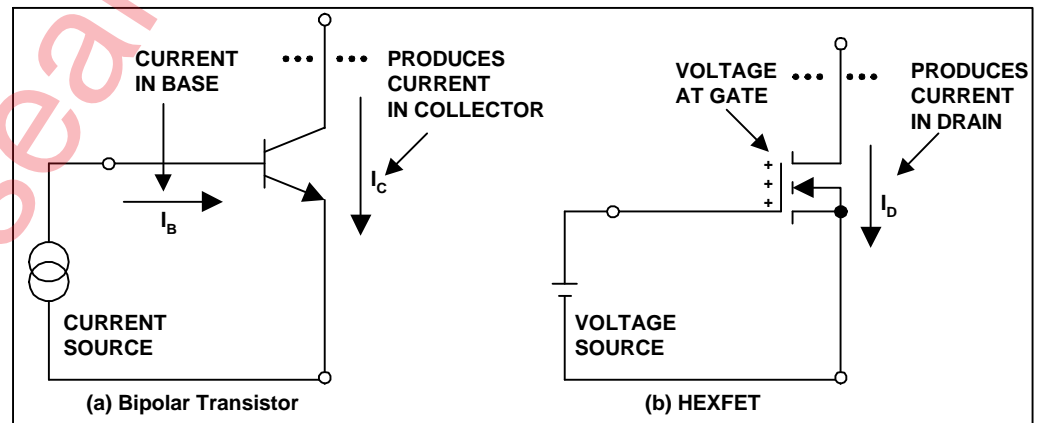 CURRENT
IN BASE
PRODUCES
CURRENT
IN COLLECTOR
I_B
I_C
CURRENT
SOURCE
(a) Bipolar Transistor
VOLTAGE
AT GATE
PRODUCES
CURRENT
IN DRAIN
+
+
+
I_D
VOLTAGE
SOURCE
(b) HEXFET